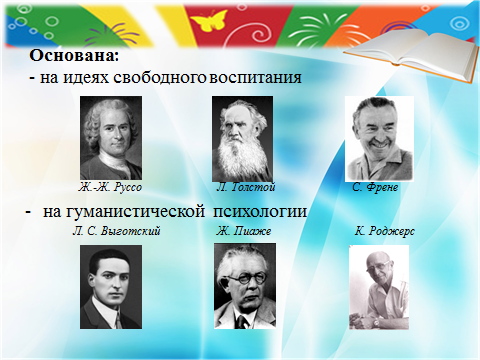 Основана:
- на идеях свободного воспитания
Ж.-Ж. Руссо Л. Толстой С. Френе
- на гуманистической психологии
Л. С. Выготский Ж. Пиаже К. Роджерс